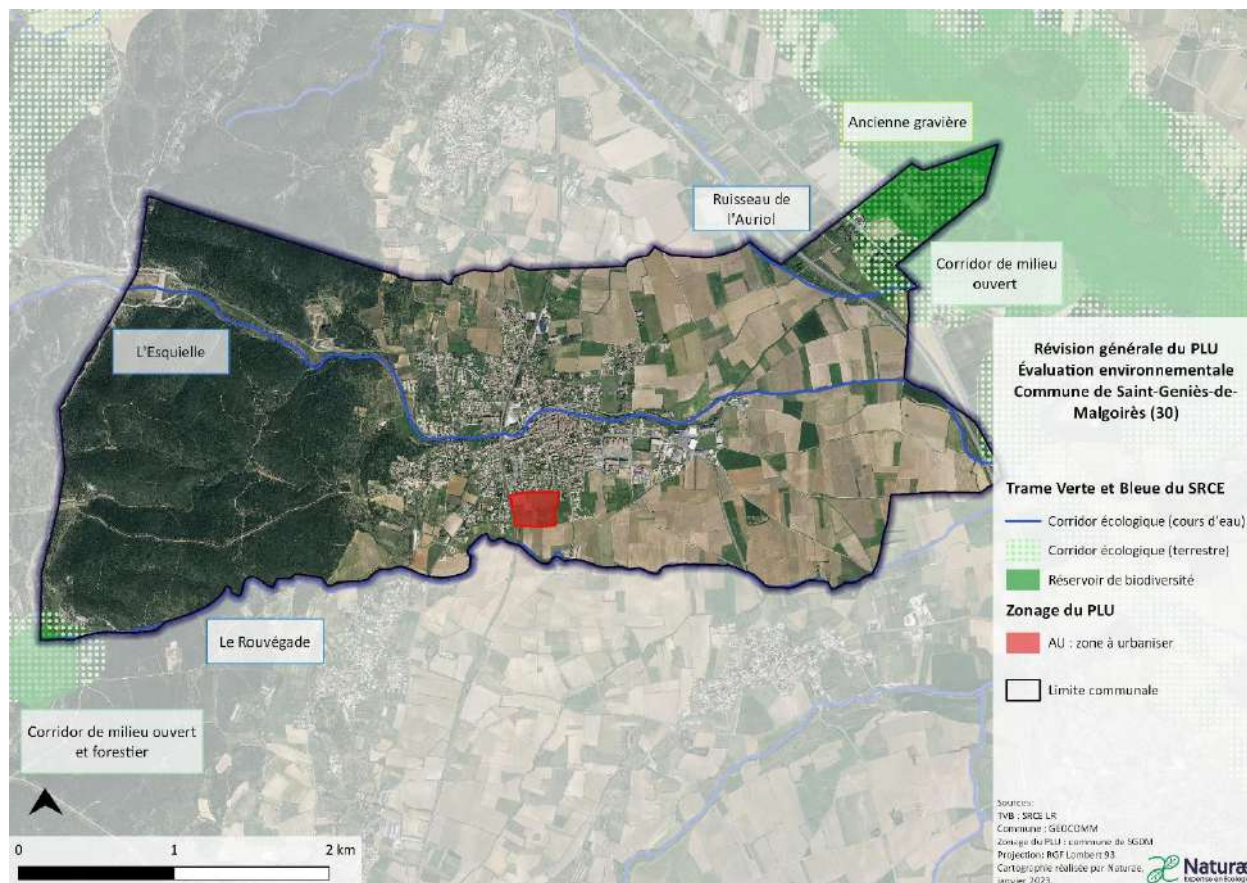 Ancienne gravière
Ruisseau de
l'Auriol
Corridor de milieu
ouvert
L'Esquielle
Révision générale du PLU
Évaluation environnementale
Commune de Saint-Geniès-de-
Malgoirès (30)
Trame Verte et Bleue du SRCE
Corridor écologique (cours d'eau)
Corridor écologique (terrestre)
Réservoir de biodiversité
Zonage du PLU
AU : zone à urbaniser
Limite communale
Le Rouvégade
Corridor de milieu ouvert
et forestier
0 1 2 km
Sources:
TVB : SRCE LR
Commune : GEOCOMM
Zonage du PLU : commune de SGDM
Projection: RGF Lambert 93
Cartographie réalisée par Naturae,
janvier 2023
Naturæ
Expertise en Écologie